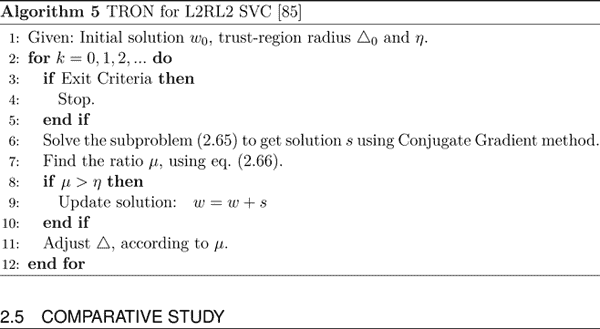 Algorithm 5 TRON for L2RL2 SVC [85]
1: Given: Initial solution w₀, trust-region radius △₀ and η.
2: for k = 0, 1, 2, ... do
3: if Exit Criteria then
4: Stop.
5: end if
6: Solve the subproblem (2.65) to get solution s using Conjugate Gradient method.
7: Find the ratio μ, using eq. (2.66).
8: if μ > η then
9: Update solution: w = w + s
10: end if
11: Adjust △, according to μ.
12: end for
2.5 COMPARATIVE STUDY